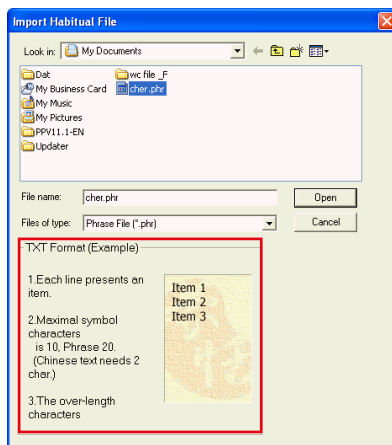 Import Habitual File
Look in: My Documents
Dat
My Business Card
My Music
My Pictures
PPV11.1-EN
Updater
wc file _F
cher.phr
File name: cher.phr Open
Files of type: Phrase File (*.phr) Cancel
TXT Format (Example)
1.Each line presents an
item.
2.Maximal symbol
characters
is 10, Phrase 20.
(Chinese text needs 2
char.)
3.The over-length
characters
Item 1
Item 2
Item 3